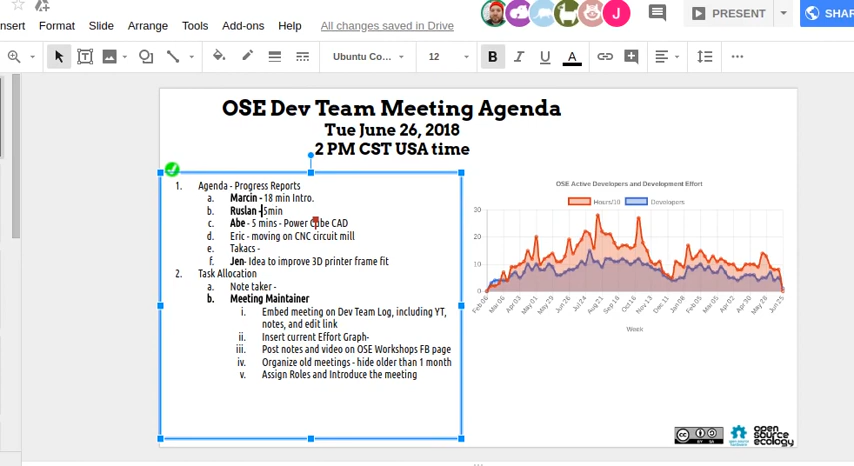 nsert Format Slide Arrange Tools Add-ons Help All changes saved in Drive
J PRESENT SHAR
Ubuntu Co... 12 B I U A
OSE Dev Team Meeting Agenda
Tue June 26, 2018
2 PM CST USA time
1. Agenda - Progress Reports
a. Marcin - 18 min Intro.
b. Ruslan - 5min
c. Abe - 5 mins - Power Cube CAD
d. Eric - moving on CNC circuit mill
e. Takacs -
f. Jen- Idea to improve 3D printer frame fit
2. Task Allocation
a. Note taker -
b. Meeting Maintainer
i. Embed meeting on Dev Team Log, including YT,
notes, and edit link
ii. Insert current Effort Graph-
iii. Post notes and video on OSE Workshops FB page
iv. Organize old meetings - hide older than 1 month
v. Assign Roles and Introduce the meeting
OSE Active Developers and Development Effort
Hours/10 Developers
30
20
10
0
Week
CC BY SA
open source hardware
open
source
ecology